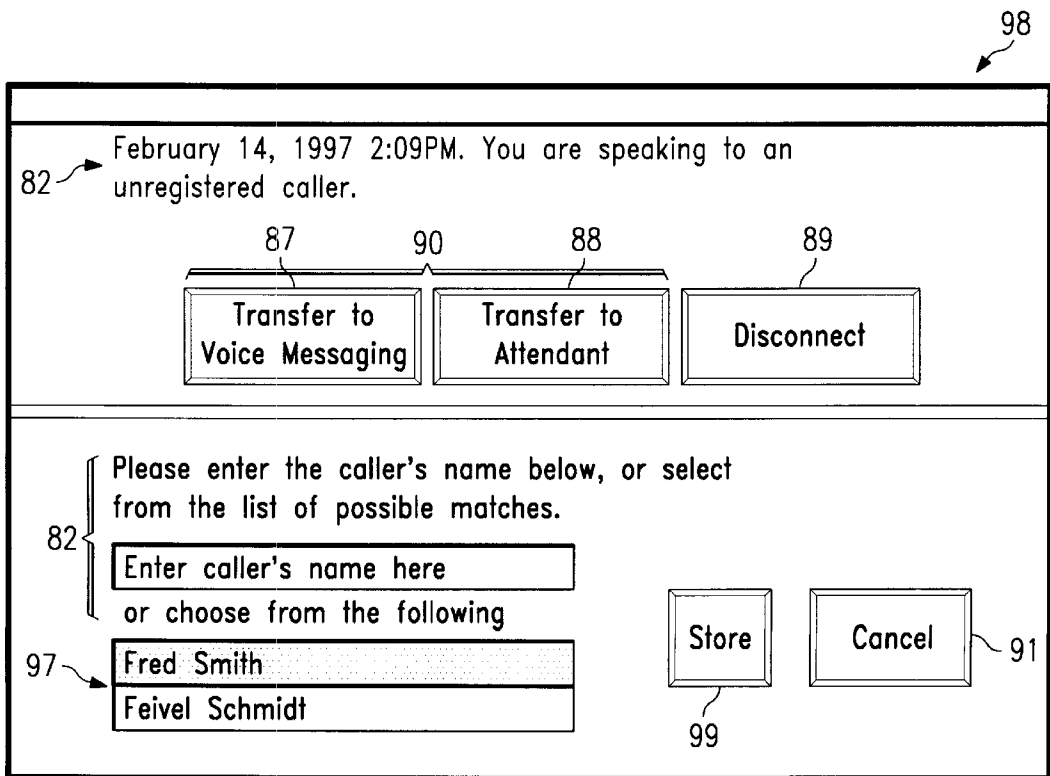 98
February 14, 1997 2:09PM. You are speaking to an
82
unregistered caller.
87
90
88
89
Transfer to
Voice Messaging
Transfer to
Attendant
Disconnect
Please enter the caller's name below, or select
from the list of possible matches.
82
Enter caller's name here
or choose from the following
97
Fred Smith
Feivel Schmidt
Store
Cancel
91
99